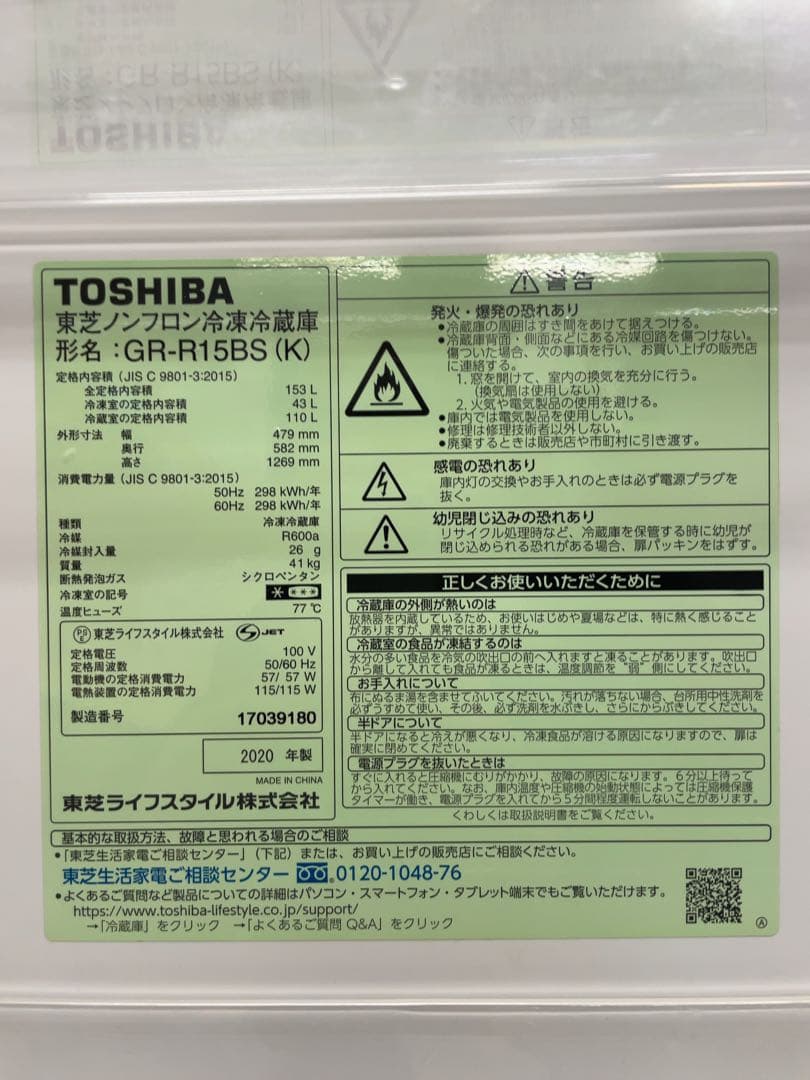 TOSHIBA
東芝ノンフロン冷凍冷蔵庫
形名：GR-R15BS (K)
定格内容積（JIS C 9801-3:2015）
全定格内容積 153 L
冷凍室の定格内容積 43 L
冷蔵室の定格内容積 110 L
外形寸法 幅 479 mm
奥行 582 mm
高さ 1269 mm
消費電力量（JIS C 9801-3:2015）
50Hz 298 kWh/年
60Hz 298 kWh/年
種類 冷凍冷蔵庫
冷媒 R600a
冷媒封入量 26 g
質量 41 kg
断熱発泡ガス シクロペンタン
冷凍室の記号
温度ヒューズ 77 ℃
PSE 東芝ライフスタイル株式会社 JET
定格電圧 100 V
定格周波数 50/60 Hz
電動機の定格消費電力 57/ 57 W
電熱装置の定格消費電力 115/115 W
製造番号 17039180
2020 年製
MADE IN CHINA
東芝ライフスタイル株式会社
警告
発火・爆発の恐れあり
●冷蔵庫の周囲はすき間をあけて据えつける。
●冷蔵庫背面・側面などにある冷媒回路を傷つけない。
傷ついた場合、次の事項を行い、お買い上げの販売店
に連絡する。
1. 窓を開けて、室内の換気を充分に行う。
（換気扇は使用しない）
2. 火気や電気製品の使用を避ける。
●庫内では電気製品を使用しない。
●修理は修理技術者以外しない。
●廃棄するときは販売店や市町村に引き渡す。
感電の恐れあり
庫内灯の交換やお手入れのときは必ず電源プラグを
抜く。
幼児閉じ込みの恐れあり
リサイクル処理時など、冷蔵庫を保管する時に幼児が
閉じ込められる恐れがある場合、扉パッキンをはずす。
正しくお使いいただくために
冷蔵庫の外側が熱いのは
放熱器を内蔵しているため、お使いはじめや夏場などは、特に熱く感じること
がありますが、異常ではありません。
冷蔵室の食品が凍結するのは
水分の多い食品を冷気の吹出口の前へ入れますと凍ることがあります。吹出口
から離して入れても食品が凍るときは、温度調節を“弱”側にしてください。
お手入れについて
布にぬるま湯を含ませてふいてください。汚れが落ちない場合、台所用中性洗剤を
必ずうすめて使い、その後、必ず洗剤を水ぶきし、さらにからぶきしてください。
半ドアについて
半ドアになると冷えが悪くなり、冷凍食品が溶ける原因になりますので、扉は
確実に閉めてください。
電源プラグを抜いたときは
すぐに入れると圧縮機にむりがかかり、故障の原因になります。6分以上待って
から入れてください。なお、庫内温度や圧縮機の始動状態によっては圧縮機保護
タイマーが働き、電源プラグを入れてから5分間程度運転しないことがあります。
くわしくは取扱説明書をご覧ください。
基本的な取扱方法、故障と思われる場合のご相談
●「東芝生活家電ご相談センター」（下記）または、お買い上げの販売店にご相談ください。
東芝生活家電ご相談センター 0120-1048-76
●よくあるご質問など製品についての詳細はパソコン・スマートフォン・タブレット端末でもご覧いただけます。
https://www.toshiba-lifestyle.co.jp/support/
→「冷蔵庫」をクリック →「よくあるご質問 Q&A」をクリック
Ⓐ